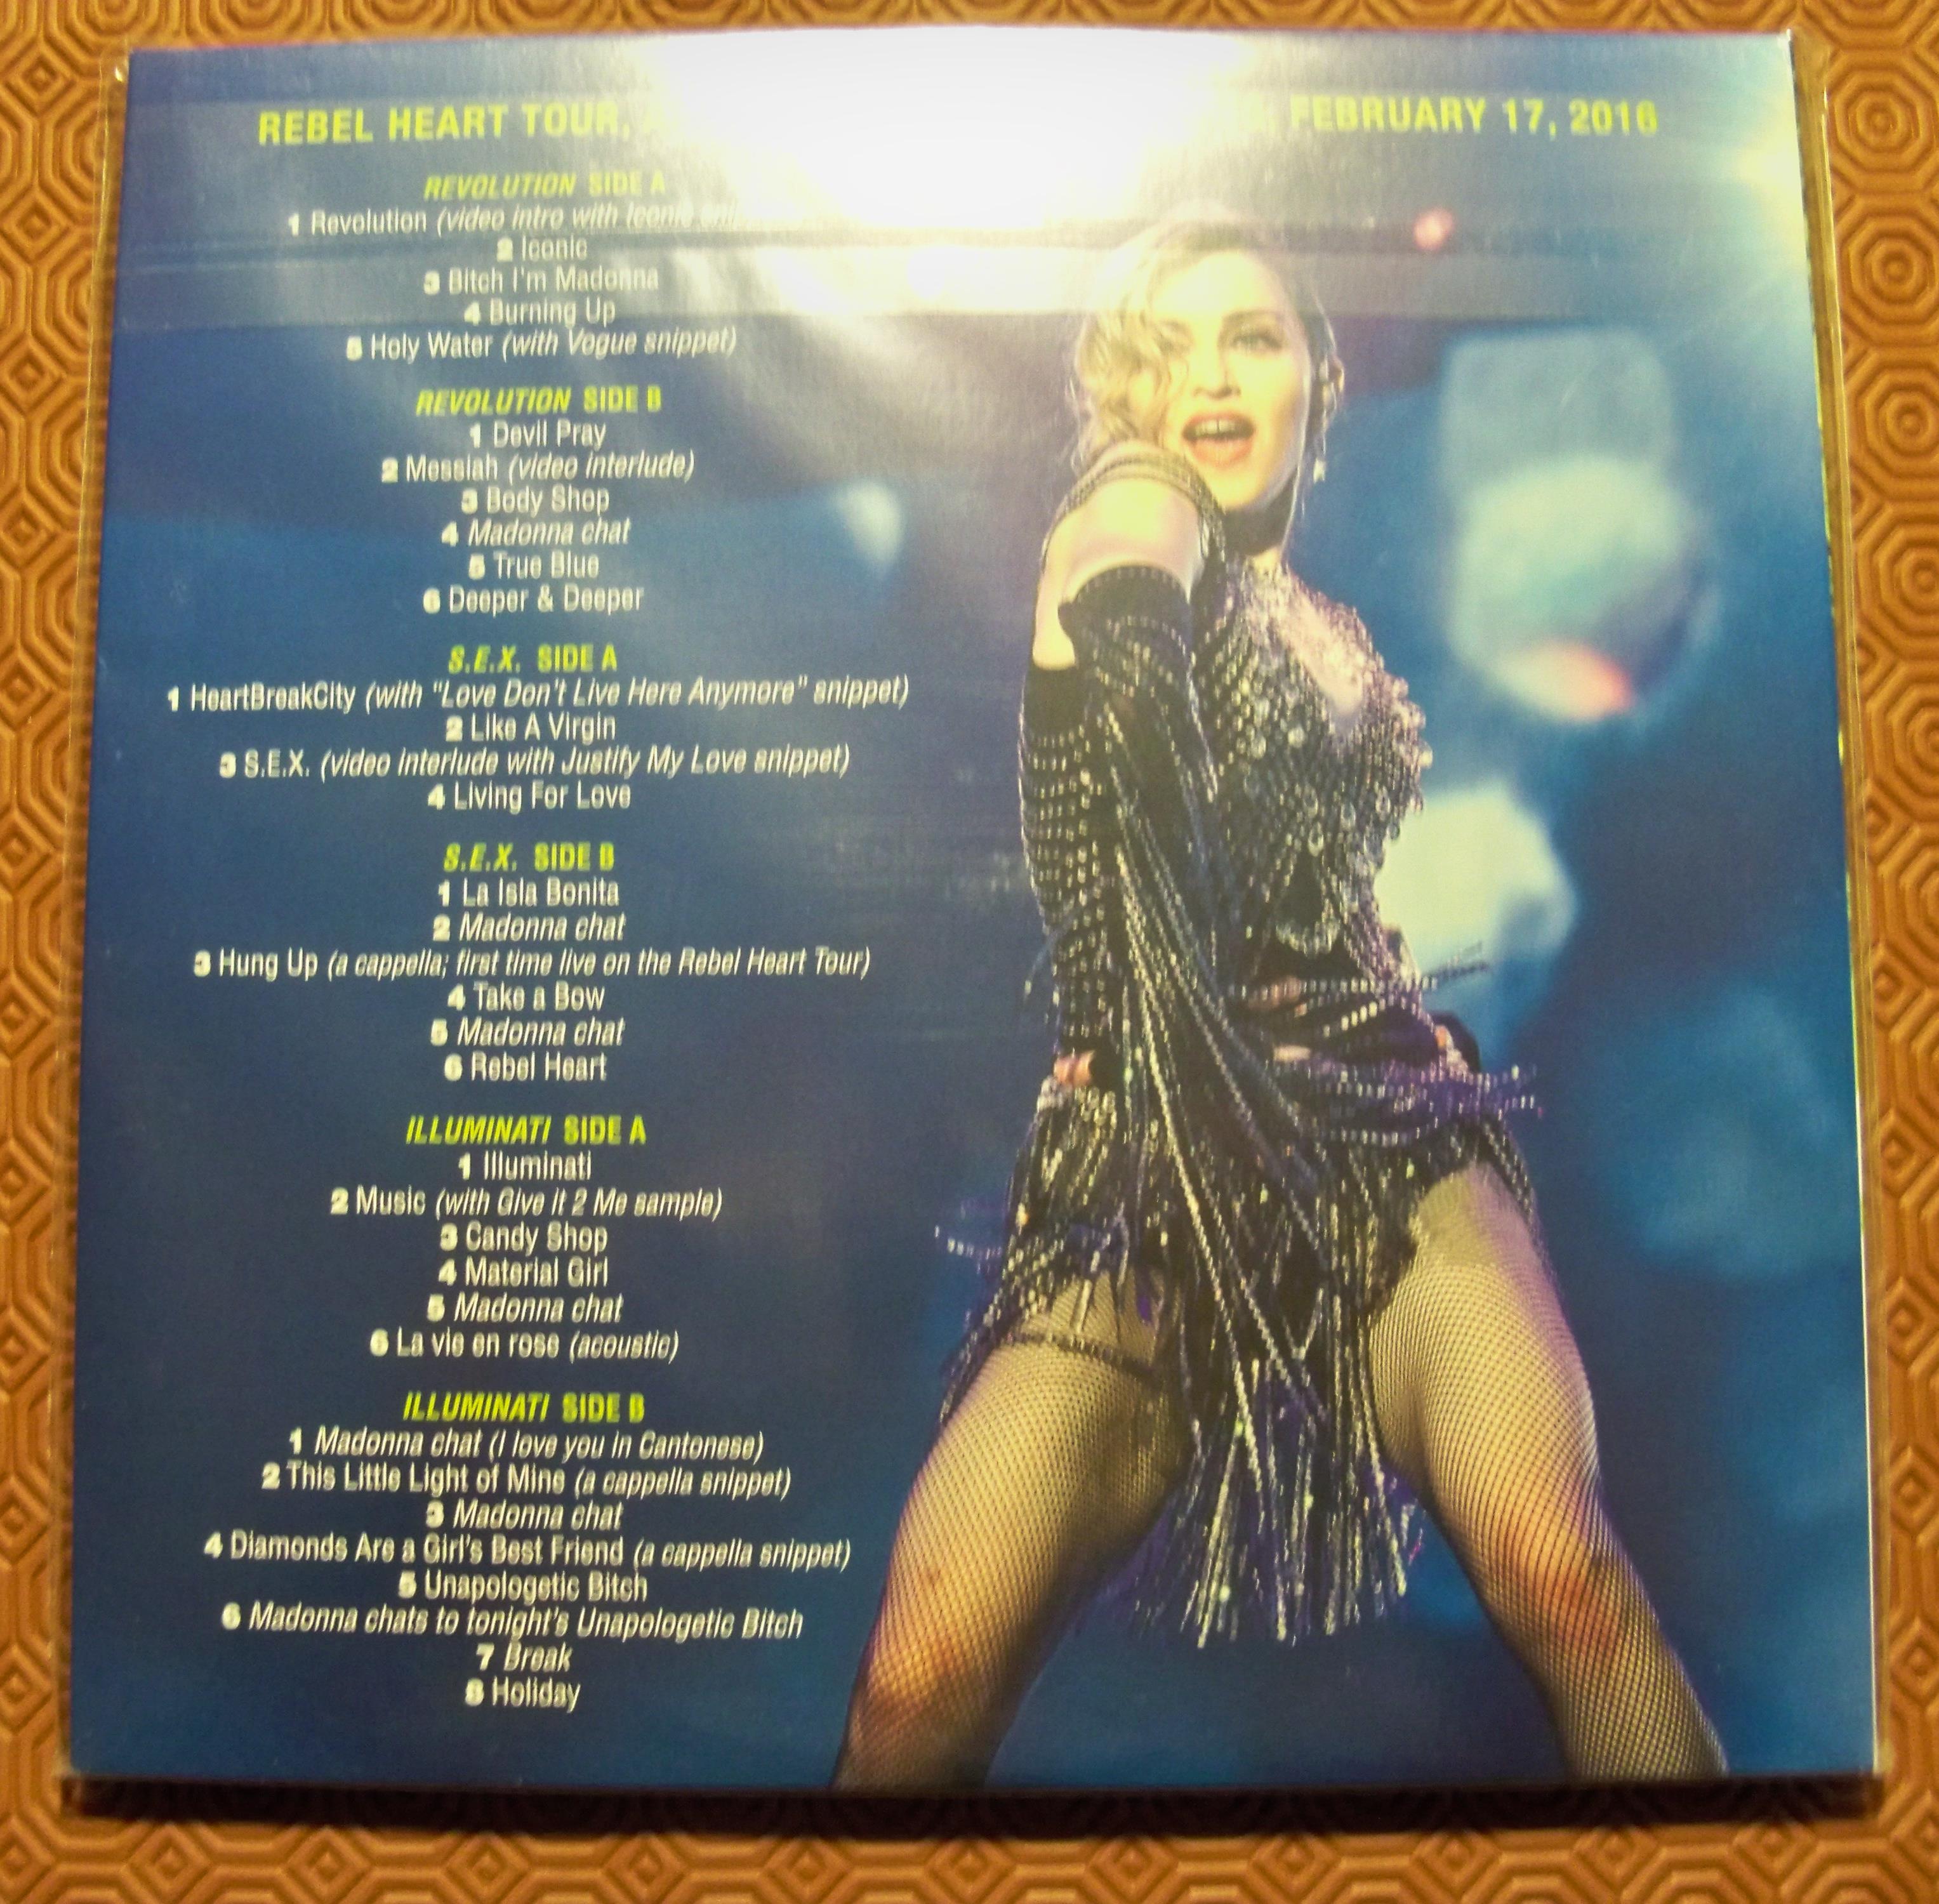 REBEL HEART TOUR, FEBRUARY 17, 2016
REVOLUTION SIDE A
1 Revolution (video intro with Iconic
2 Iconic
3 Bitch I'm Madonna
4 Burning Up
5 Holy Water (with Vogue snippet)
REVOLUTION SIDE B
1 Devil Pray
2 Messiah (video interlude)
3 Body Shop
4 Madonna chat
5 True Blue
6 Deeper & Deeper
S.E.X. SIDE A
1 HeartBreakCity (with "Love Don't Live Here Anymore" snippet)
2 Like A Virgin
3 S.E.X. (video interlude with Justify My Love snippet)
4 Living For Love
S.E.X. SIDE B
1 La Isla Bonita
2 Madonna chat
3 Hung Up (a cappella; first time live on the Rebel Heart Tour)
4 Take a Bow
5 Madonna chat
6 Rebel Heart
ILLUMINATI SIDE A
1 Illuminati
2 Music (with Give it 2 Me sample)
3 Candy Shop
4 Material Girl
5 Madonna chat
6 La vie en rose (acoustic)
ILLUMINATI SIDE B
1 Madonna chat (I love you in Cantonese)
2 This Little Light of Mine (a cappella snippet)
3 Madonna chat
4 Diamonds Are a Girl's Best Friend (a cappella snippet)
5 Unapologetic Bitch
6 Madonna chats to tonight's Unapologetic Bitch
7 Break
8 Holiday